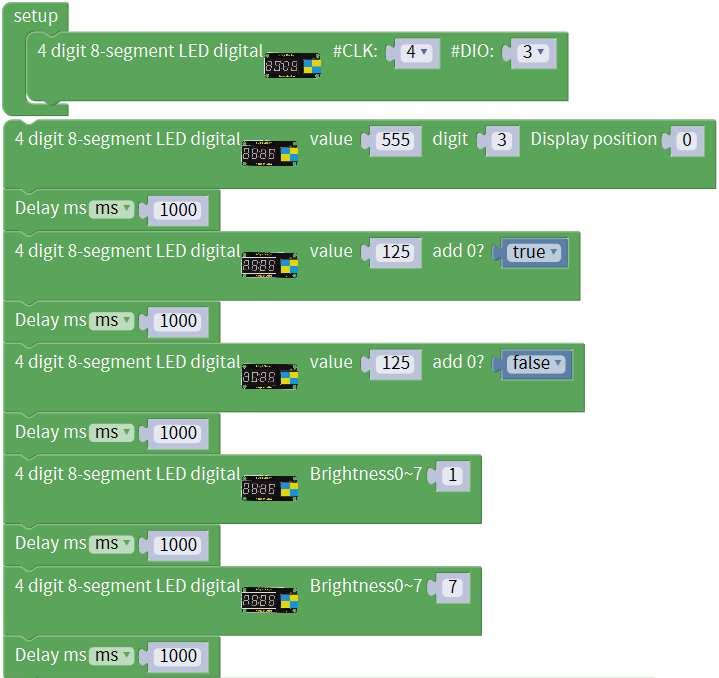 setup
4 digit 8-segment LED digital #CLK: 4 #DIO: 3
4 digit 8-segment LED digital value 555 digit 3 Display position 0
Delay ms ms 1000
4 digit 8-segment LED digital value 125 add 0? true
Delay ms ms 1000
4 digit 8-segment LED digital value 125 add 0? false
Delay ms ms 1000
4 digit 8-segment LED digital Brightness0~7 1
Delay ms ms 1000
4 digit 8-segment LED digital Brightness0~7 7
Delay ms ms 1000